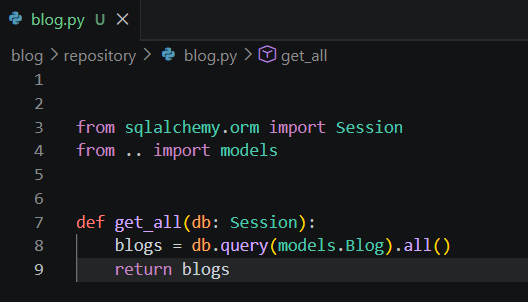 blog.py U ×
blog > repository > blog.py > get_all
1
2
3 from sqlalchemy.orm import Session
4 from .. import models
5
6
7 def get_all(db: Session):
8     blogs = db.query(models.Blog).all()
9     return blogs